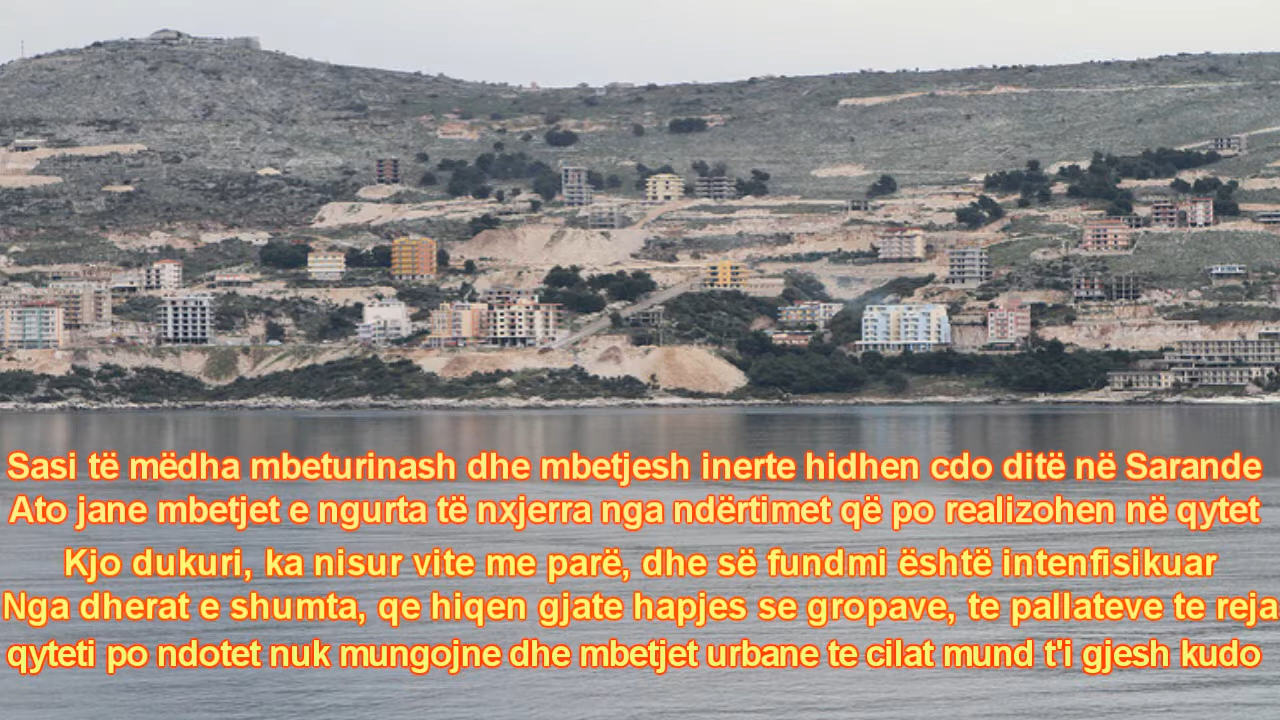 Sasi të mëdha mbeturinash dhe mbetjesh inerte hidhen cdo ditë në Sarande
Ato jane mbetjet e ngurta të nxjerra nga ndërtimet që po realizohen në qytet
Kjo dukuri, ka nisur vite me parë, dhe së fundmi është intenfisikuar
Nga dherat e shumta, qe hiqen gjate hapjes se gropave, te pallateve te reja
qyteti po ndotet nuk mungojne dhe mbetjet urbane te cilat mund t'i gjesh kudo